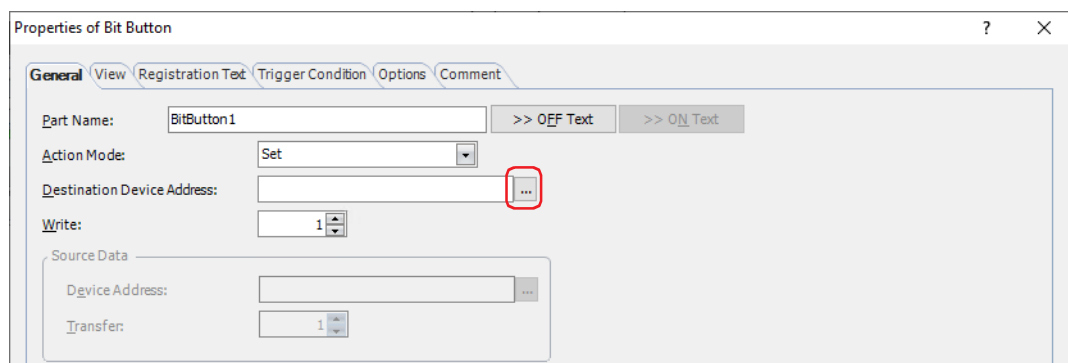 Properties of Bit Button ?
General View Registration Text Trigger Condition Options Comment
Part Name: BitButton1 >> OFF Text >> ON Text
Action Mode: Set
Destination Device Address: ...
Write: 1
Source Data
Device Address: ...
Transfer: 1